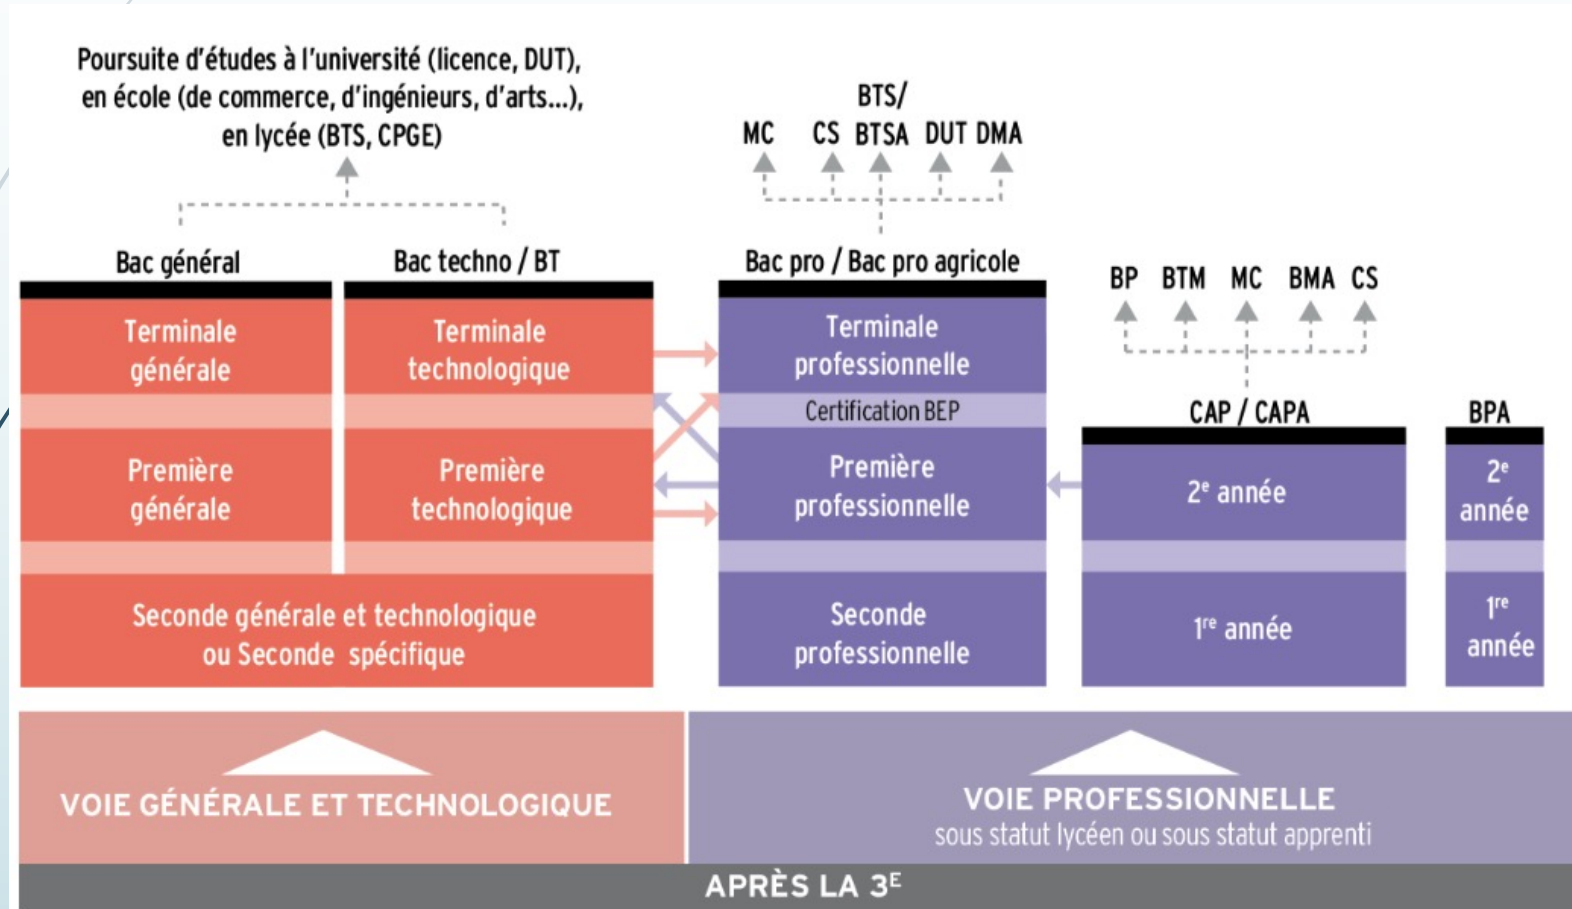 Poursuite d'études à l'université (licence, DUT),
en école (de commerce, d'ingénieurs, d'arts...),
en lycée (BTS, CPGE)
BTS/
MC CS BTSA DUT DMA
Bac général
Bac techno / BT
Bac pro / Bac pro agricole
BP BTM MC BMA CS
Terminale
générale
Terminale
technologique
Terminale
professionnelle
Certification BEP
CAP / CAPA
BPA
Première
générale
Première
technologique
Première
professionnelle
2e année
2e
année
Seconde générale et technologique
ou Seconde spécifique
Seconde
professionnelle
1re année
1re
année
VOIE GÉNÉRALE ET TECHNOLOGIQUE
VOIE PROFESSIONNELLE
sous statut lycéen ou sous statut apprenti
APRÈS LA 3E